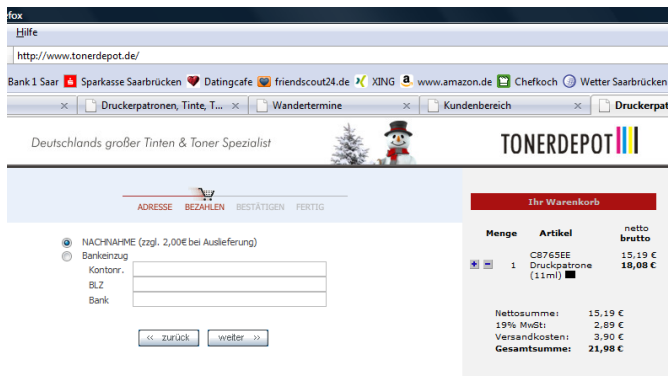 efox
Hilfe
http://www.tonerdepot.de/
Bank 1 Saar Sparkasse Saarbrücken Datingcafe friendscout24.de XING www.amazon.de Chefkoch Wetter Saarbrücken
Druckerpatronen, Tinte, T... Wandertermine Kundenbereich Druckerpat
Deutschlands großer Tinten & Toner Spezialist TONERDEPOT
ADRESSE BEZAHLEN BESTÄTIGEN FERTIG
NACHNAHME (zzgl. 2,00€ bei Auslieferung)
Bankeinzug
Kontonr.
BLZ
Bank
<< zurück weiter >>
Ihr Warenkorb
Menge Artikel netto
brutto
C8765EE 15,19 €
1 Druckpatrone 18,08 €
(11ml)
Nettosumme: 15,19 €
19% MwSt: 2,89 €
Versandkosten: 3,90 €
Gesamtsumme: 21,98 €